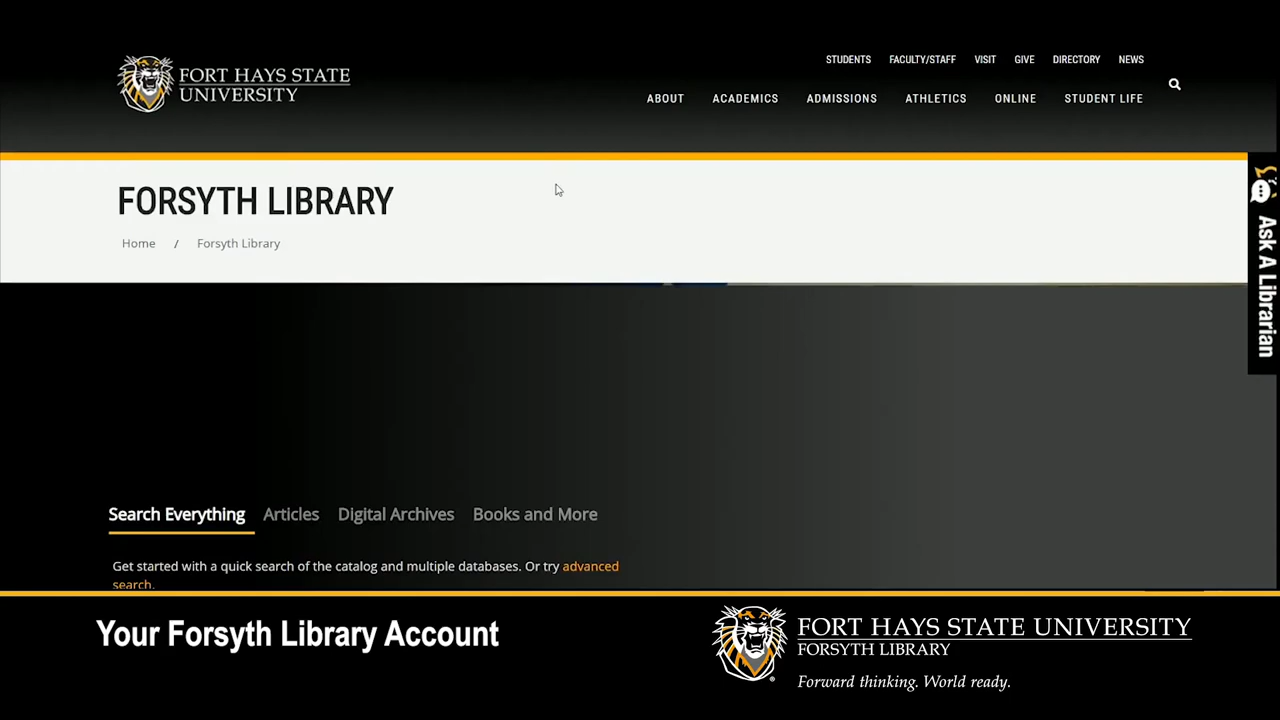 FORT HAYS STATE
UNIVERSITY
STUDENTS FACULTY/STAFF VISIT GIVE DIRECTORY NEWS
ABOUT ACADEMICS ADMISSIONS ATHLETICS ONLINE STUDENT LIFE
FORSYTH LIBRARY
Home / Forsyth Library
Ask A Librarian
Search Everything Articles Digital Archives Books and More
Get started with a quick search of the catalog and multiple databases. Or try advanced
search.
Your Forsyth Library Account
FORT HAYS STATE UNIVERSITY
FORSYTH LIBRARY
Forward thinking. World ready.